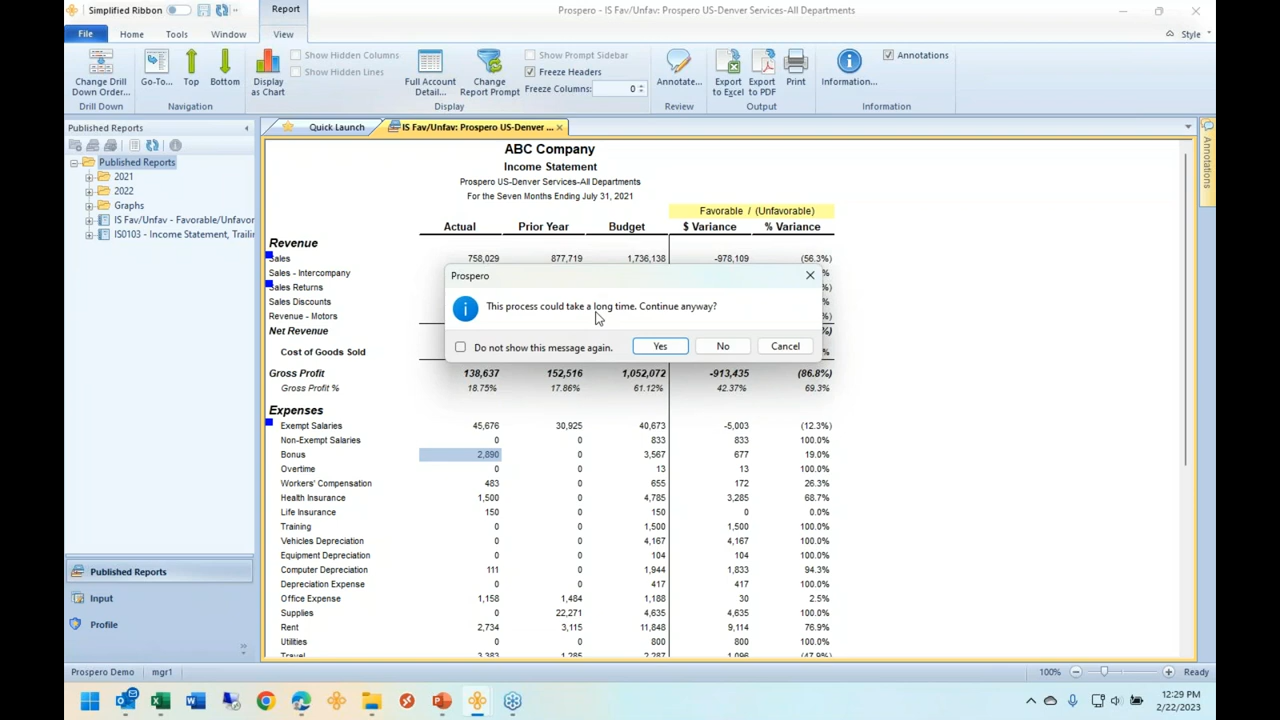 Simplified Ribbon
Report
Prospero - IS Fav/Unfav: Prospero US-Denver Services-All Departments
File
Home
Tools
Window
View
Style
Change Drill Down Order...
Drill Down
Go-To...
Top
Bottom
Navigation
Display as Chart
Show Hidden Columns
Show Hidden Lines
Full Account Detail...
Change Report Prompt
Show Prompt Sidebar
Freeze Headers
Freeze Columns: 0
Display
Annotate...
Review
Export to Excel
Export to PDF
Print
Output
Information...
Annotations
Information
Published Reports
Published Reports
2021
2022
Graphs
IS Fav/Unfav - Favorable/Unfavor
IS0103 - Income Statement, Trailin
Published Reports
Input
Profile
Quick Launch
IS Fav/Unfav: Prospero US-Denver ...
Annotations
ABC Company
Income Statement
Prospero US-Denver Services-All Departments
For the Seven Months Ending July 31, 2021
Favorable / (Unfavorable)
Actual Prior Year Budget $ Variance % Variance
Revenue
Sales 758,029 877,719 1,736,138 -978,109 (56.3%)
Sales - Intercompany
Sales Returns
Sales Discounts
Revenue - Motors
Net Revenue
Cost of Goods Sold
Gross Profit 138,637 152,516 1,052,072 -913,435 (86.8%)
Gross Profit % 18.75% 17.86% 61.12% 42.37% 69.3%
Expenses
Exempt Salaries 45,676 30,925 40,673 -5,003 (12.3%)
Non-Exempt Salaries 0 0 833 833 100.0%
Bonus 2,890 0 3,567 677 19.0%
Overtime 0 0 13 13 100.0%
Workers' Compensation 483 0 655 172 26.3%
Health Insurance 1,500 0 4,785 3,285 68.7%
Life Insurance 150 0 150 0 0.0%
Training 0 0 1,500 1,500 100.0%
Vehicles Depreciation 0 0 4,167 4,167 100.0%
Equipment Depreciation 0 0 104 104 100.0%
Computer Depreciation 111 0 1,944 1,833 94.3%
Depreciation Expense 0 0 417 417 100.0%
Office Expense 1,158 1,484 1,188 30 2.5%
Supplies 0 22,271 4,635 4,635 100.0%
Rent 2,734 3,115 11,848 9,114 76.9%
Utilities 0 0 800 800 100.0%
Travel 3,383 1,285 2,287 1,096 (47.9%)
Prospero
This process could take a long time. Continue anyway?
Do not show this message again.
Yes
No
Cancel
Prospero Demo
mgr1
100%
Ready
12:29 PM
2/22/2023